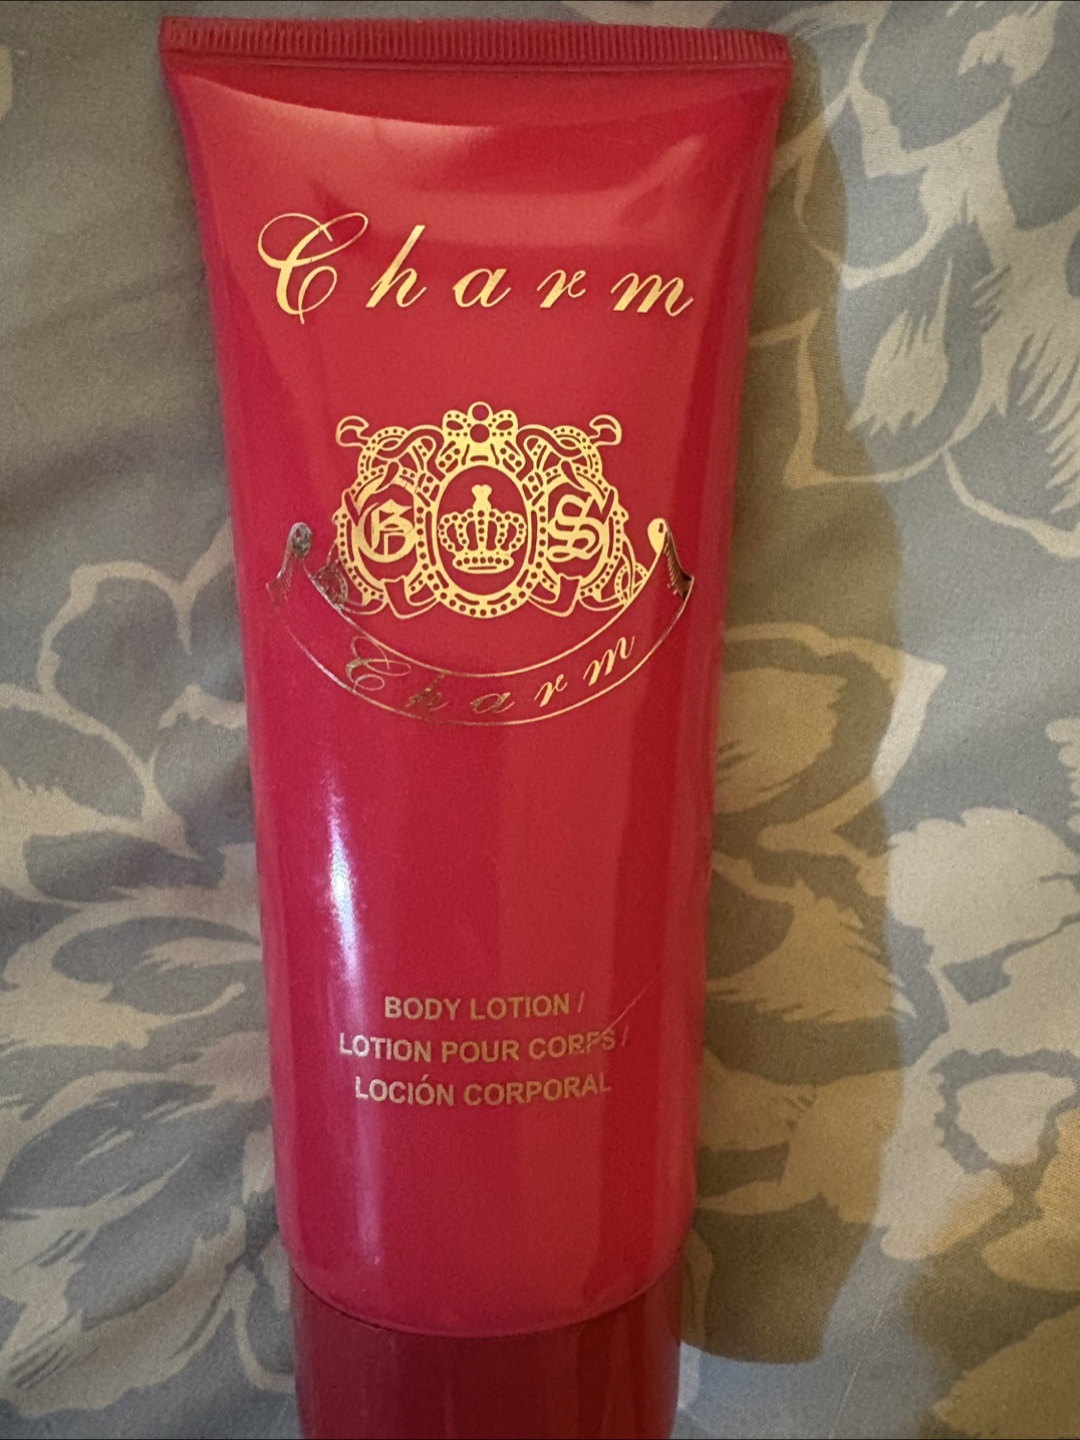 Charm
G S
Charm
BODY LOTION /
LOTION POUR CORPS /
LOCIÓN CORPORAL